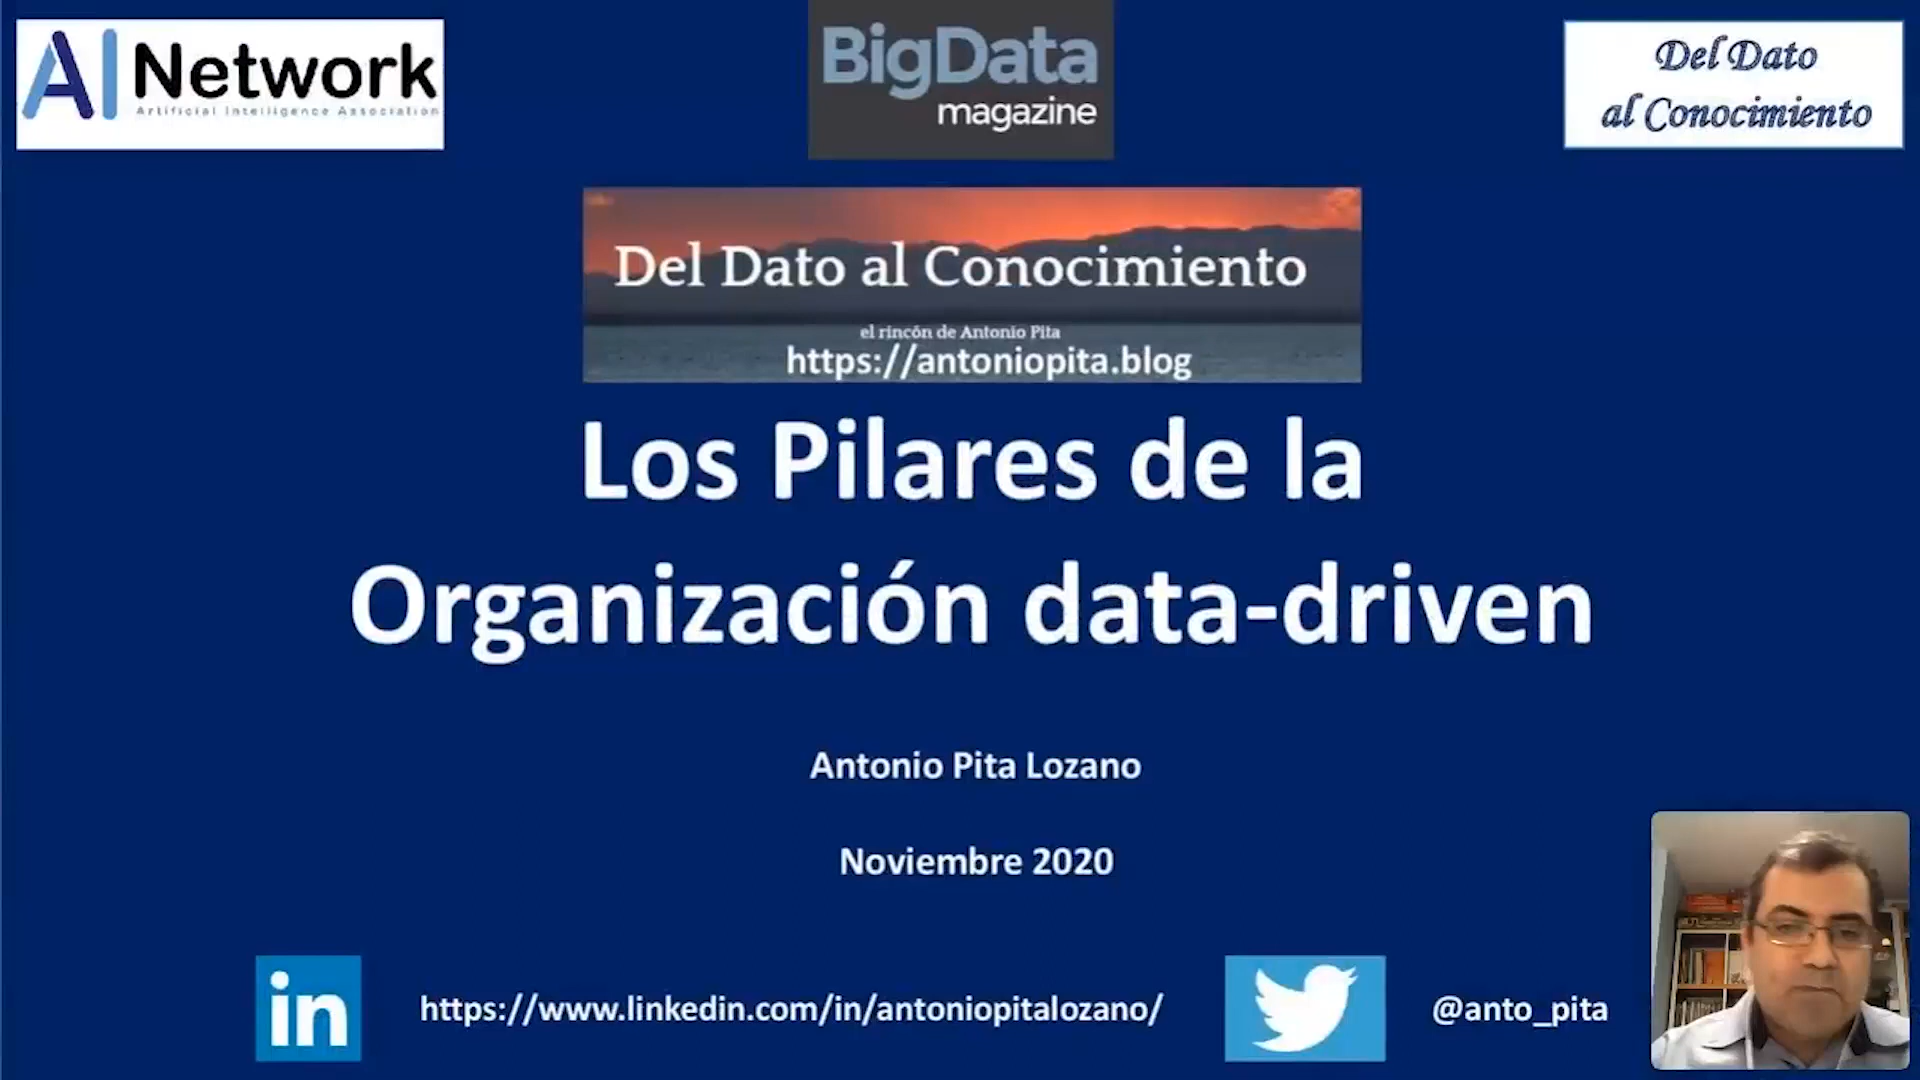 AI Network
Artificial Intelligence Association
BigData
magazine
Del Dato
al Conocimiento
Del Dato al Conocimiento
el rincón de Antonio Pita
https://antoniopita.blog
Los Pilares de la
Organización data-driven
Antonio Pita Lozano
Noviembre 2020
in
https://www.linkedin.com/in/antoniopitalozano/
@anto_pita